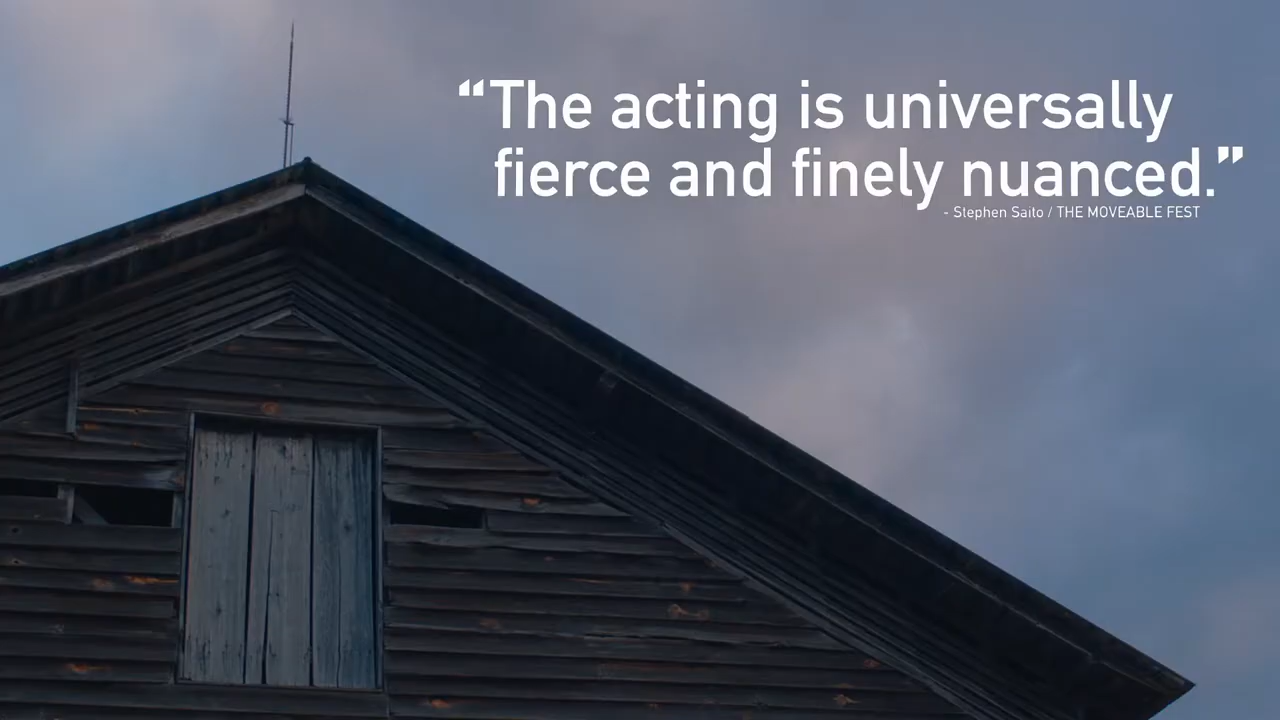 “The acting is universally
fierce and finely nuanced.”
- Stephen Saito / THE MOVEABLE FEST